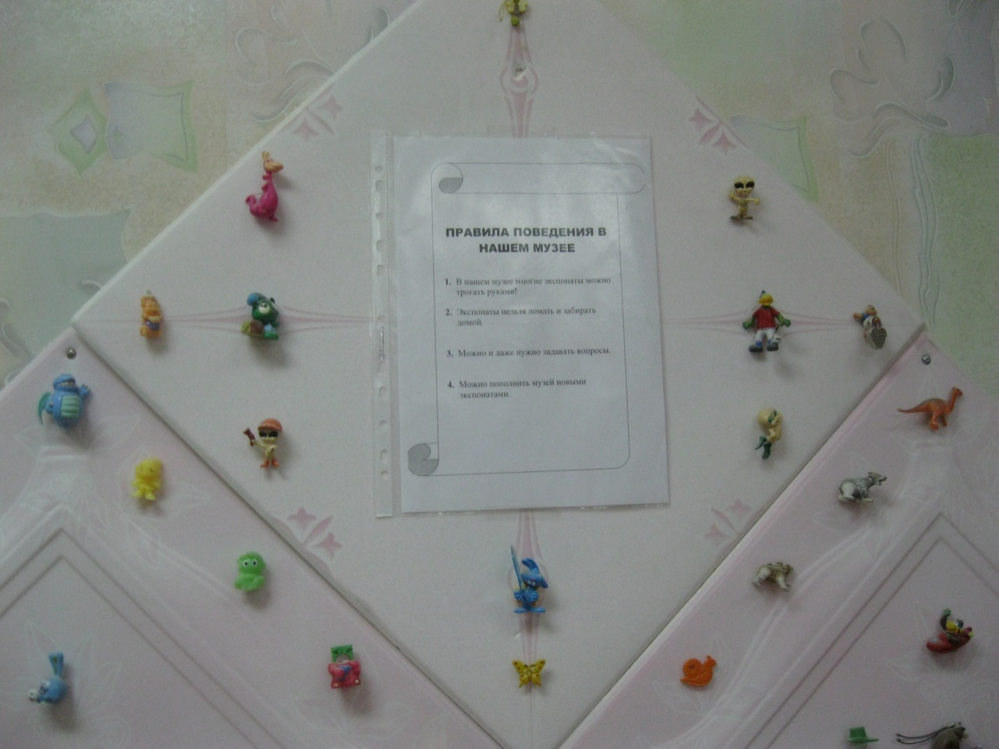 ПРАВИЛА ПОВЕДЕНИЯ В
НАШЕМ МУЗЕЕ
1. В нашем музее многие экспонаты можно
трогать руками!
2. Экспонаты нельзя ломать и забирать
домой.
3. Можно и даже нужно задавать вопросы.
4. Можно пополнить музей новыми
экспонатами.